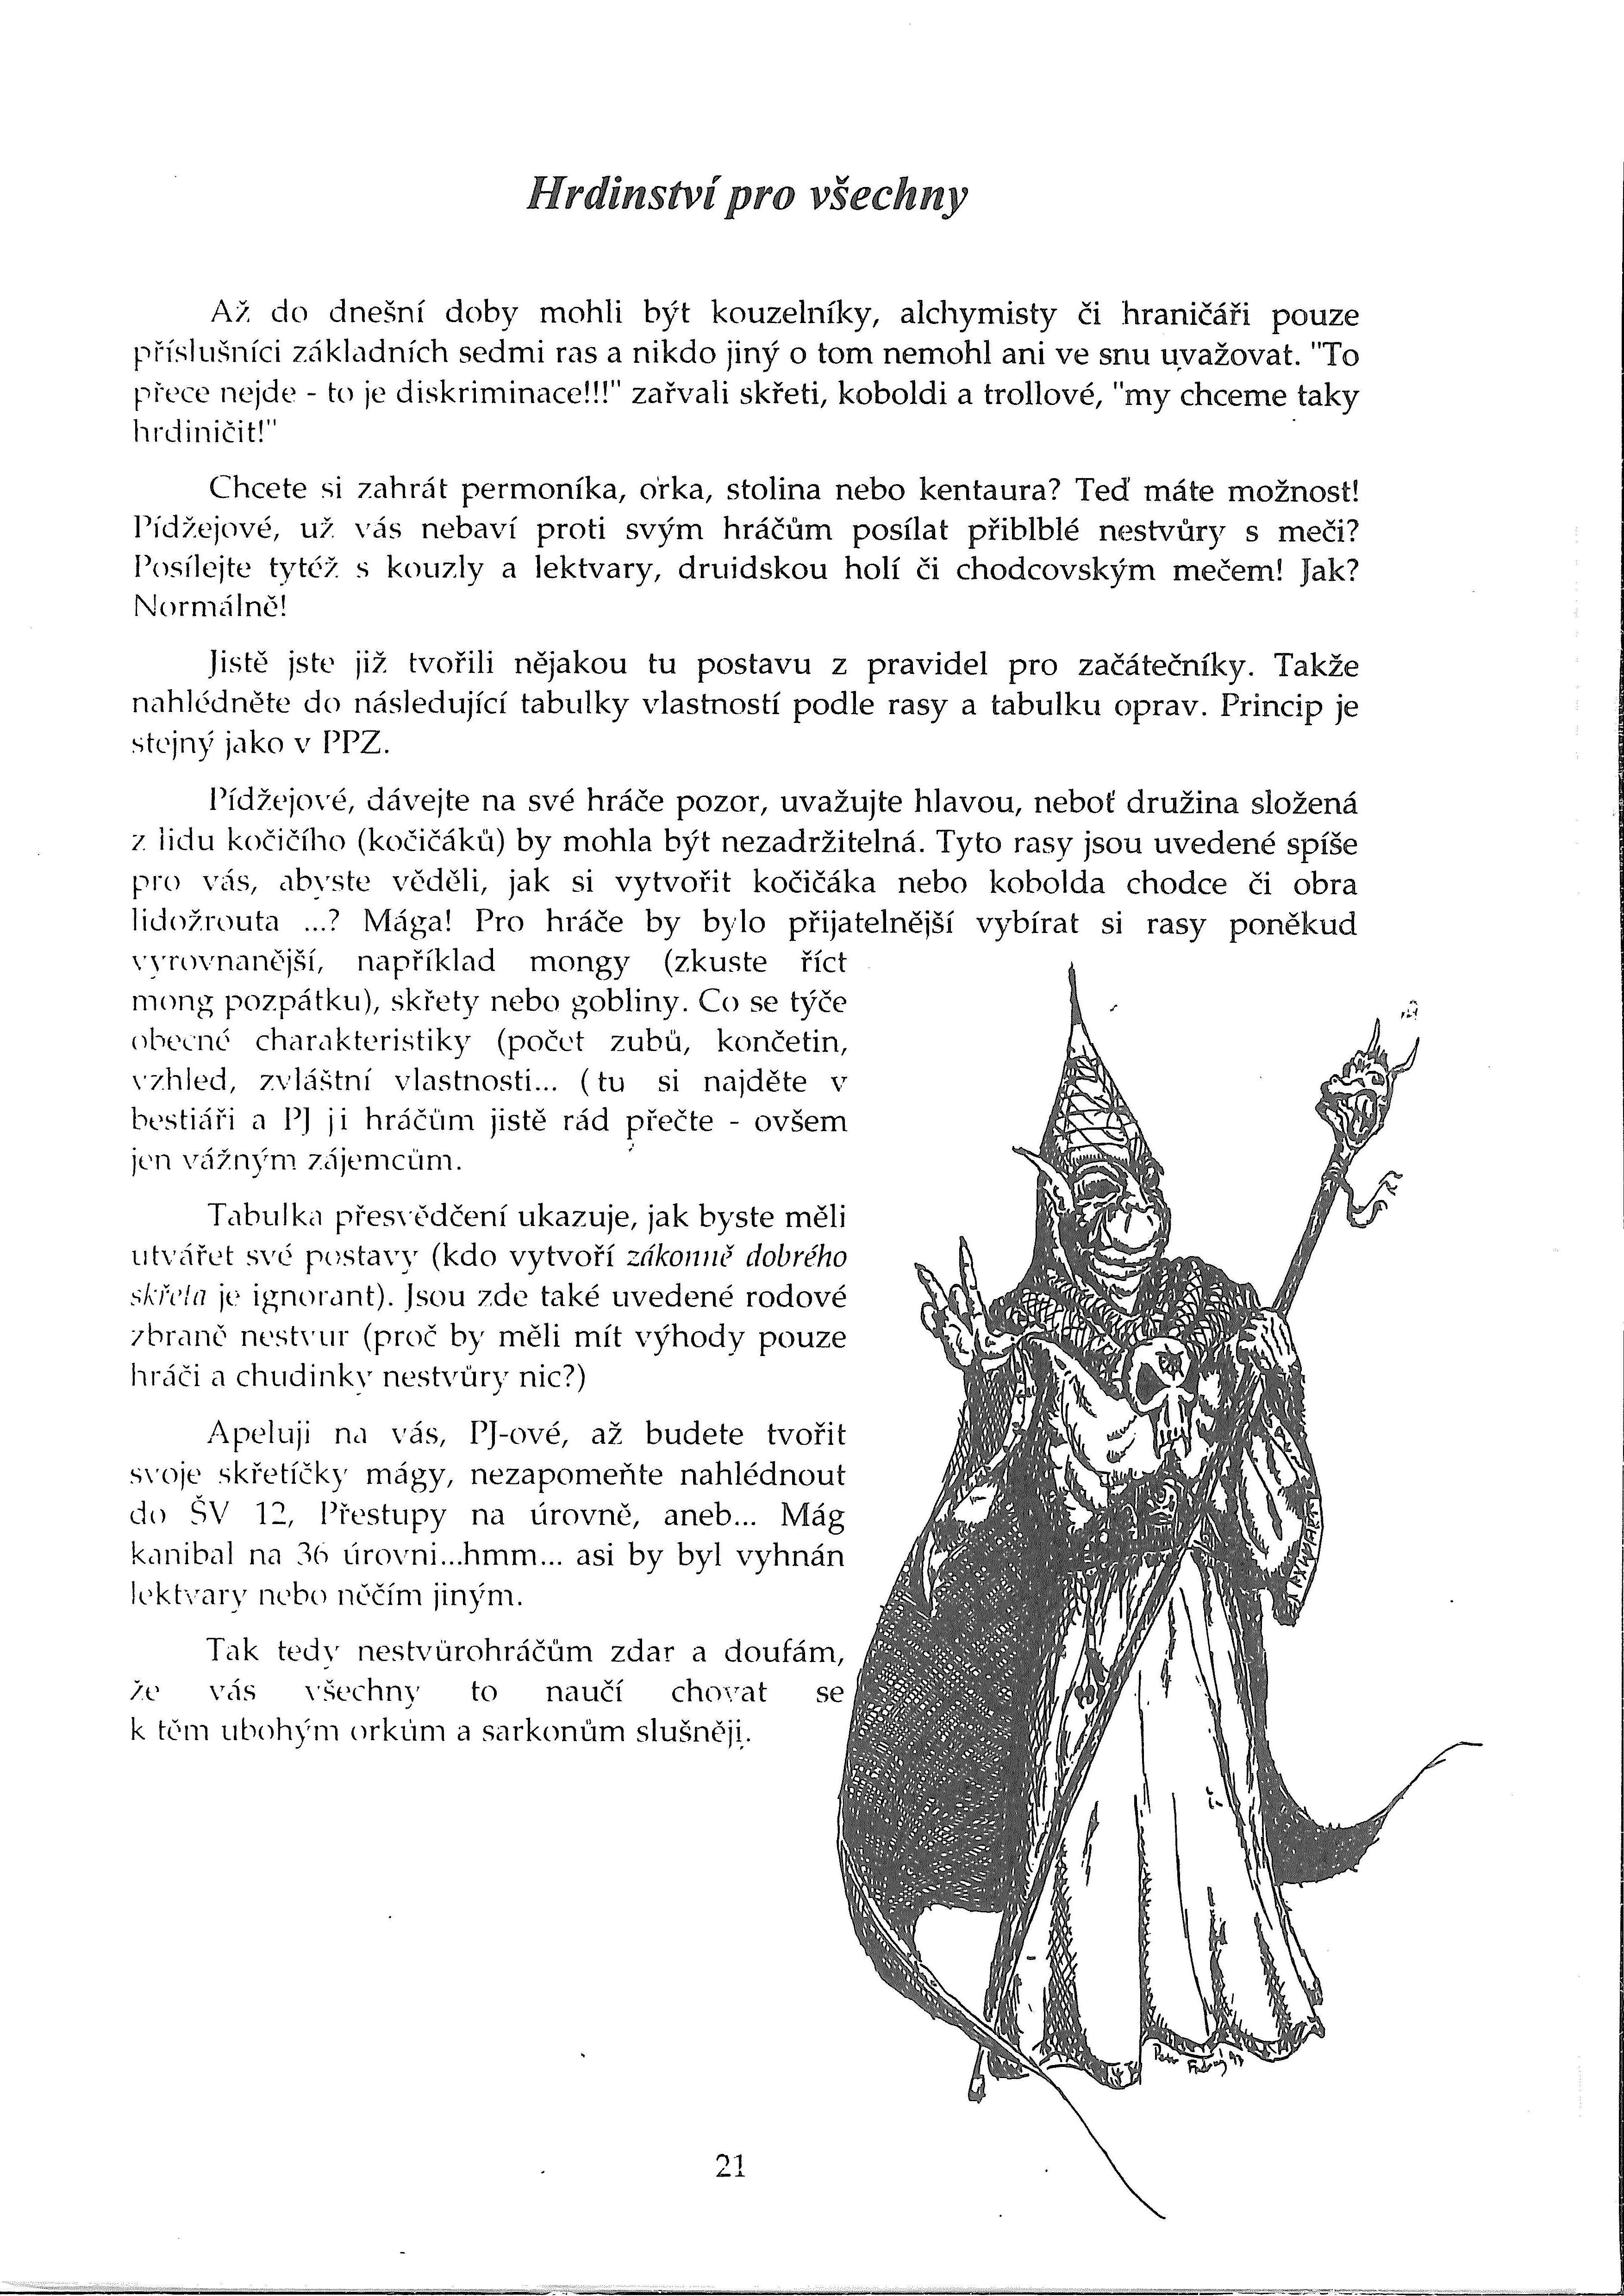 Hrdinství pro všechny
Až do dnešní doby mohli být kouzelníky, alchymisty či hraničáři pouze
příslušníci základních sedmi ras a nikdo jiný o tom nemohl ani ve snu uvažovat. "To
přece nejde - to je diskriminace!!!" zařvali skřeti, koboldi a trollové, "my chceme taky
hrdiničit!"
Chcete si zahrát permoníka, orka, stolina nebo kentaura? Teď máte možnost!
Pídžejové, už vás nebaví proti svým hráčům posílat přiblblé nestvůry s meči?
Posílejte tytéž s kouzly a lektvary, druidskou holí či chodcovským mečem! Jak?
Normálně!
Jistě jste již tvořili nějakou tu postavu z pravidel pro začátečníky. Takže
nahlédněte do následující tabulky vlastností podle rasy a tabulku oprav. Princip je
stejný jako v PPZ.
Pídžejové, dávejte na své hráče pozor, uvažujte hlavou, neboť družina složená
z lidu kočičího (kočičáků) by mohla být nezadržitelná. Tyto rasy jsou uvedené spíše
pro vás, abyste věděli, jak si vytvořit kočičáka nebo kobolda chodce či obra
lidožrouta ...? Mága! Pro hráče by bylo přijatelnější vybírat si rasy poněkud
vyrovnanější, například mongy (zkuste říct
mong pozpátku), skřety nebo gobliny. Co se týče
obecné charakteristiky (počet zubů, končetin,
vzhled, zvláštní vlastnosti... (tu si najděte v
bestiáři a PJ ji hráčům jistě rád přečte - ovšem
jen vážným zájemcům.
Tabulka přesvědčení ukazuje, jak byste měli
utvářet své postavy (kdo vytvoří zákonně dobrého
skřeta je ignorant). Jsou zde také uvedené rodové
zbraně nestvur (proč by měli mít výhody pouze
hráči a chudinky nestvůry nic?)
Apeluji na vás, PJ-ové, až budete tvořit
svoje skřetíčky mágy, nezapomeňte nahlédnout
do ŠV 12, Přestupy na úrovně, aneb... Mág
kanibal na 36 úrovni...hmm... asi by byl vyhnán
lektvary nebo něčím jiným.
Tak tedy nestvůrohráčům zdar a doufám,
že vás všechny to naučí chovat se
k těm ubohým orkům a sarkonům slušněji.
Petr
21